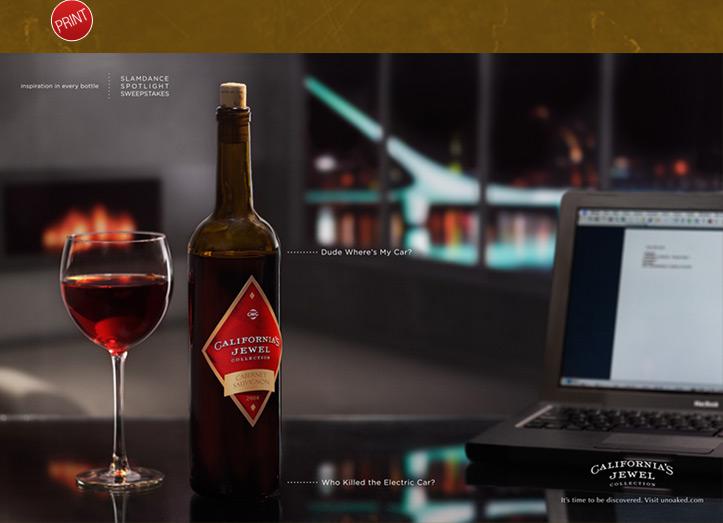 PRINT
inspiration in every bottle
SLAMDANCE
SPOTLIGHT
SWEEPSTAKES
Dude Where's My Car?
CALIFORNIA'S
JEWEL
COLLECTION
CABERNET
SAUVIGNON
2004
MacBook
Who Killed the Electric Car?
CALIFORNIA'S
JEWEL
COLLECTION
It's time to be discovered. Visit unoaked.com